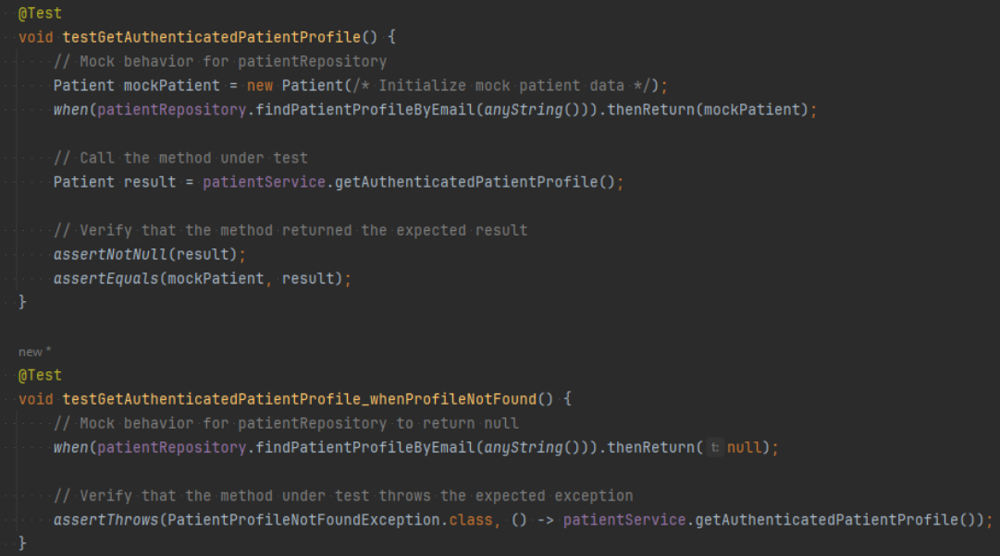 @Test
void testGetAuthenticatedPatientProfile() {
// Mock behavior for patientRepository
Patient mockPatient = new Patient(/* Initialize mock patient data */);
when(patientRepository.findPatientProfileByEmail(anyString())).thenReturn(mockPatient);
// Call the method under test
Patient result = patientService.getAuthenticatedPatientProfile();
// Verify that the method returned the expected result
assertNotNull(result);
assertEquals(mockPatient, result);
}
new *
@Test
void testGetAuthenticatedPatientProfile_whenProfileNotFound() {
// Mock behavior for patientRepository to return null
when(patientRepository.findPatientProfileByEmail(anyString())).thenReturn( t: null);
// Verify that the method under test throws the expected exception
assertThrows(PatientProfileNotFoundException.class, () -> patientService.getAuthenticatedPatientProfile());
}